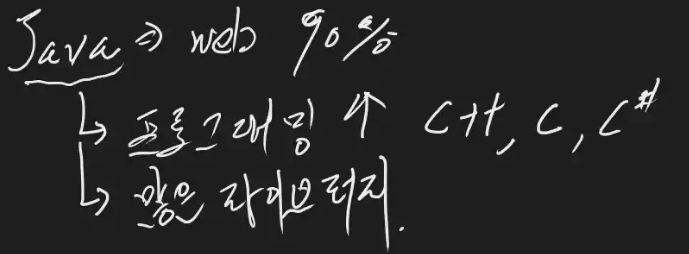 Java ⇒ web 90%
↳ 프로그래밍 ↑ C++, C, C#
↳ 많은 라이브러리.